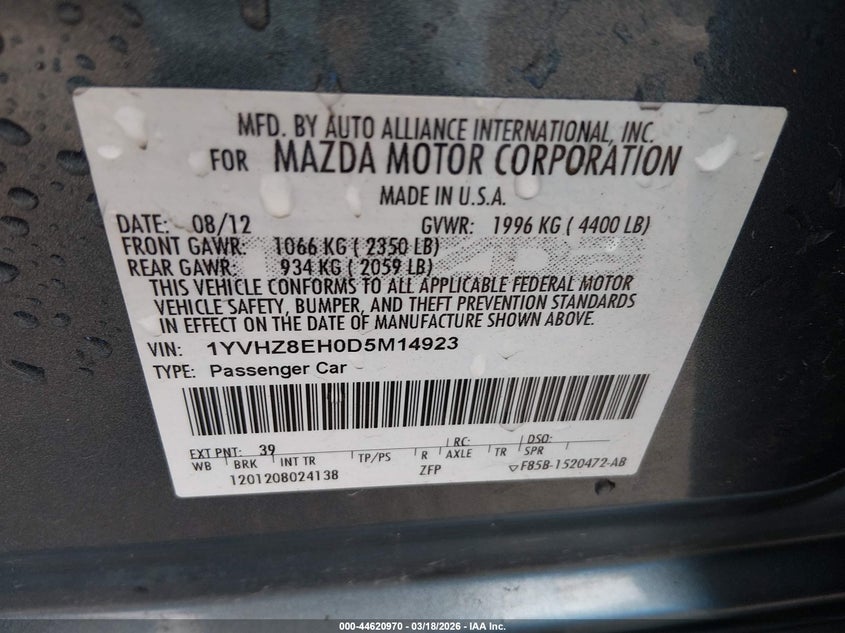 MFD. BY AUTO ALLIANCE INTERNATIONAL, INC.
FOR MAZDA MOTOR CORPORATION
MADE IN U.S.A.
DATE: 08/12 GVWR: 1996 KG ( 4400 LB)
FRONT GAWR: 1066 KG ( 2350 LB)
REAR GAWR: 934 KG ( 2059 LB)
THIS VEHICLE CONFORMS TO ALL APPLICABLE FEDERAL MOTOR
VEHICLE SAFETY, BUMPER, AND THEFT PREVENTION STANDARDS
IN EFFECT ON THE DATE OF MANUFACTURE SHOWN ABOVE.
VIN: 1YVHZ8EH0D5M14923
TYPE: Passenger Car
EXT PNT: 39 RC: DSO:
WB BRK INT TR TP/PS R AXLE TR SPR
1201208024138 ZFP F85B-1520472-AB
000-44620970 - 03/18/2026 - IAA Inc.